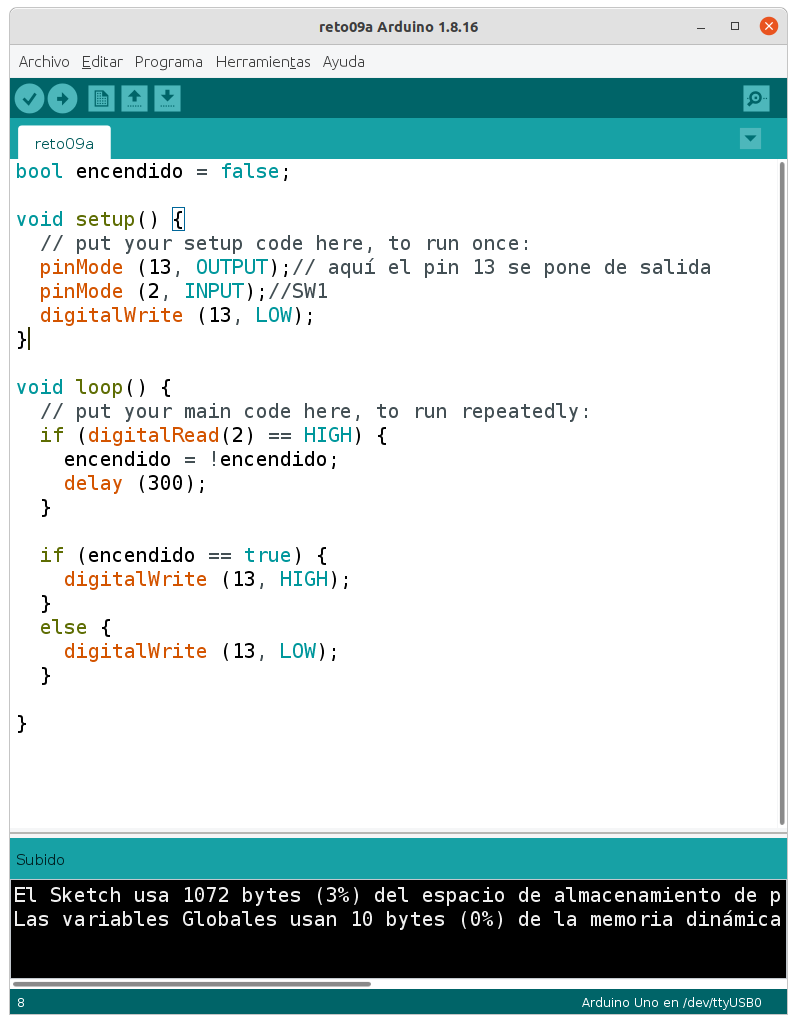 reto09a Arduino 1.8.16
Archivo Editar Programa Herramientas Ayuda
reto09a
bool encendido = false;
void setup() {
  // put your setup code here, to run once:
  pinMode (13, OUTPUT);// aquí el pin 13 se pone de salida
  pinMode (2, INPUT);//SW1
  digitalWrite (13, LOW);
}
void loop() {
  // put your main code here, to run repeatedly:
  if (digitalRead(2) == HIGH) {
    encendido = !encendido;
    delay (300);
  }
  if (encendido == true) {
    digitalWrite (13, HIGH);
  }
  else {
    digitalWrite (13, LOW);
  }
}
Subido
El Sketch usa 1072 bytes (3%) del espacio de almacenamiento de p
Las variables Globales usan 10 bytes (0%) de la memoria dinámica
8 Arduino Uno en /dev/ttyUSB0